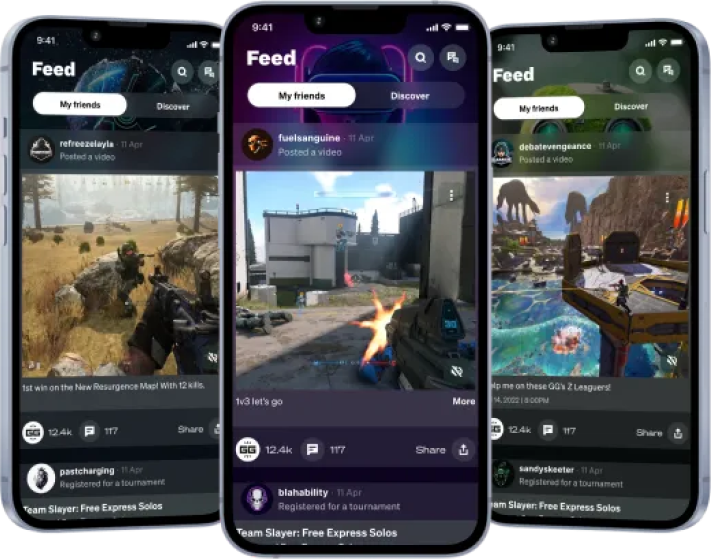 9:41
Feed
My friends
Discover
refreezelayla · 11 Apr
Posted a video
1st win on the New Resurgence Map! With 12 kills.
GG
12.4k
117
Share
pastcharging · 11 Apr
Registered for a tournament
Team Slayer: Free Express Solos
9:41
Feed
My friends
Discover
fuelsanguine · 11 Apr
Posted a video
1v3 let's go
More
GG
12.4k
117
Share
blahability · 11 Apr
Registered for a tournament
Team Slayer: Free Express Solos
9:41
Feed
My friends
Discover
debatevengeance · 11 Apr
Posted a video
me on these GG's Z Leaguers!
14, 2022 | 8:00PM
12.4k
117
Share
sandyskeeter · 11 Apr
Registered for a tournament
Team Slayer: Free Express Solos